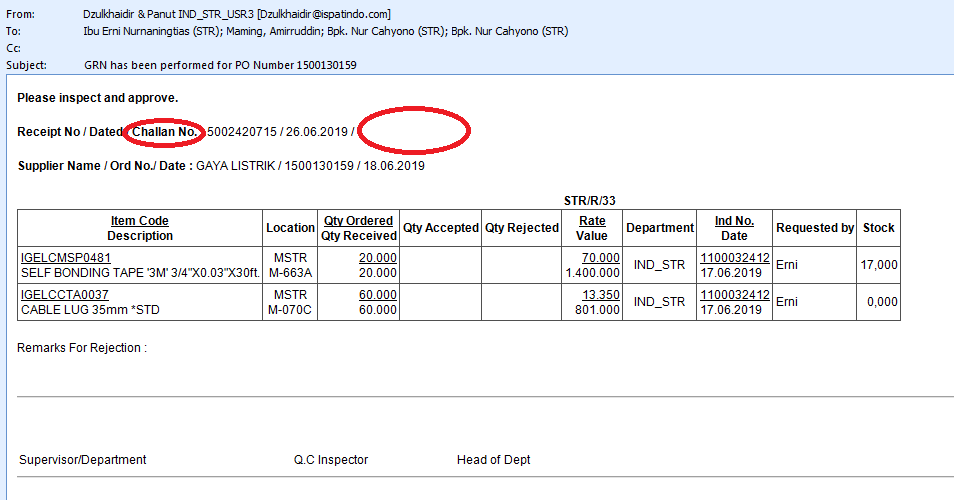 From: Dzulkhaidir & Panut IND_STR_USR3 [Dzulkhaidir@ispatindo.com]
To: Ibu Erni Nurnaningtias (STR); Maming, Amirruddin; Bpk. Nur Cahyono (STR); Bpk. Nur Cahyono (STR)
Cc:
Subject: GRN has been performed for PO Number 1500130159
Please inspect and approve.
Receipt No / Dated Challan No. 5002420715 / 26.06.2019 /
Supplier Name / Ord No./ Date : GAYA LISTRIK / 1500130159 / 18.06.2019
STR/R/33
Item Code Qty Ordered Rate Ind No.
Description Location Qty Received Qty Accepted Qty Rejected Value Department Date Requested by Stock
IGELCMSP0481 MSTR 20.000 70.000 IND_STR 1100032412 Erni 17,000
SELF BONDING TAPE '3M' 3/4"X0.03"X30ft. M-663A 20.000 1.400.000 17.06.2019
IGELCCTA0037 MSTR 60.000 13.350 IND_STR 1100032412 Erni 0,000
CABLE LUG 35mm *STD M-070C 60.000 801.000 17.06.2019
Remarks For Rejection :
Supervisor/Department Q.C Inspector Head of Dept